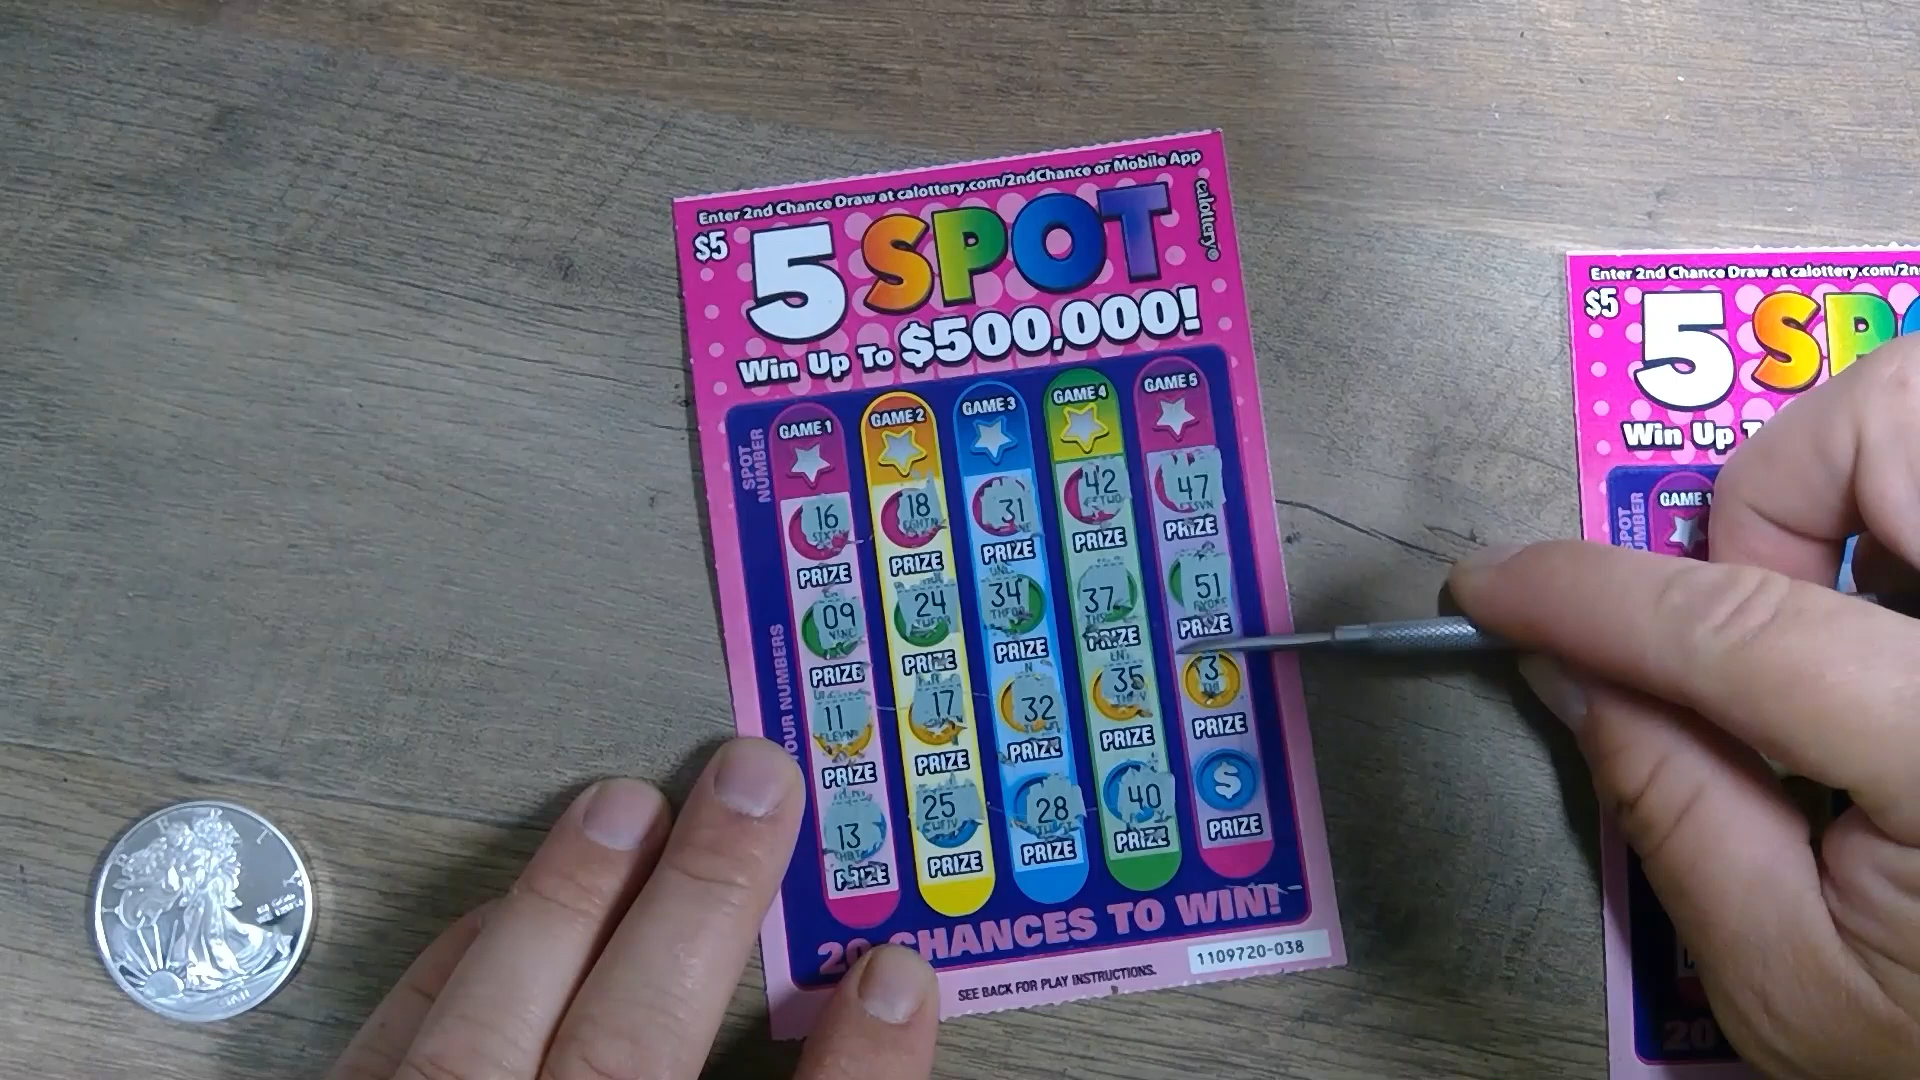 Enter 2nd Chance Draw at calottery.com/2ndChance or Mobile App
calottery
$5
5 SPOT
Win Up To $500,000!
SPOT NUMBER
GAME 1 GAME 2 GAME 3 GAME 4 GAME 5
YOUR NUMBERS
16 18 31 42 47
PRIZE PRIZE PRIZE PRIZE PRIZE
09 24 34 37 51
PRIZE PRIZE PRIZE PRIZE PRIZE
11 17 32 35
PRIZE PRIZE PRIZE PRIZE PRIZE
13 25 28 40 $
PRIZE PRIZE PRIZE PRIZE PRIZE
20 CHANCES TO WIN!
SEE BACK FOR PLAY INSTRUCTIONS.
1109720-038
Enter 2nd Chance Draw at calottery.com/2n
$5
5 SP
Win Up T
GAME 1
20